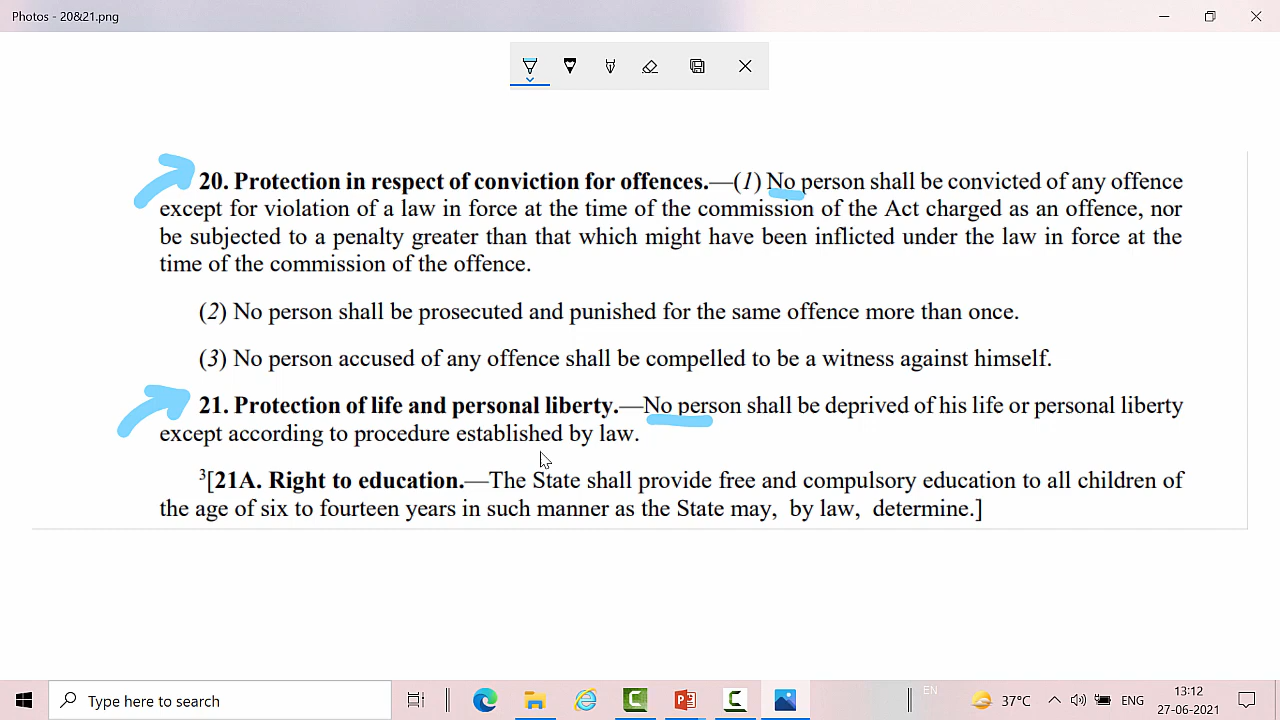 Photos - 20&21.png
20. Protection in respect of conviction for offences.—(1) No person shall be convicted of any offence
except for violation of a law in force at the time of the commission of the Act charged as an offence, nor
be subjected to a penalty greater than that which might have been inflicted under the law in force at the
time of the commission of the offence.
(2) No person shall be prosecuted and punished for the same offence more than once.
(3) No person accused of any offence shall be compelled to be a witness against himself.
21. Protection of life and personal liberty.—No person shall be deprived of his life or personal liberty
except according to procedure established by law.
3[21A. Right to education.—The State shall provide free and compulsory education to all children of
the age of six to fourteen years in such manner as the State may, by law, determine.]
Type here to search
EN
37°C
ENG
13:12
27-06-2021